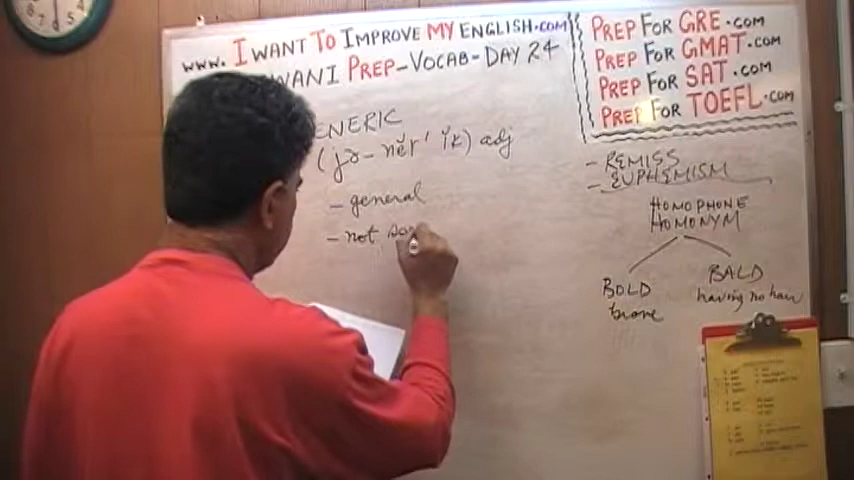 www. I WANT TO IMPROVE MY ENGLISH.COM
WANI PREP-VOCAB-DAY 24
PREP FOR GRE.COM
PREP FOR GMAT.COM
PREP FOR SAT.COM
PREP FOR TOEFL.COM
ENERIC
(jə-nĕr' ĭk) adj
- general
- not
- REMISS
- EUPHEMISM
HOMOPHONE
HOMONYM
BOLD
brave
BALD
having no hair